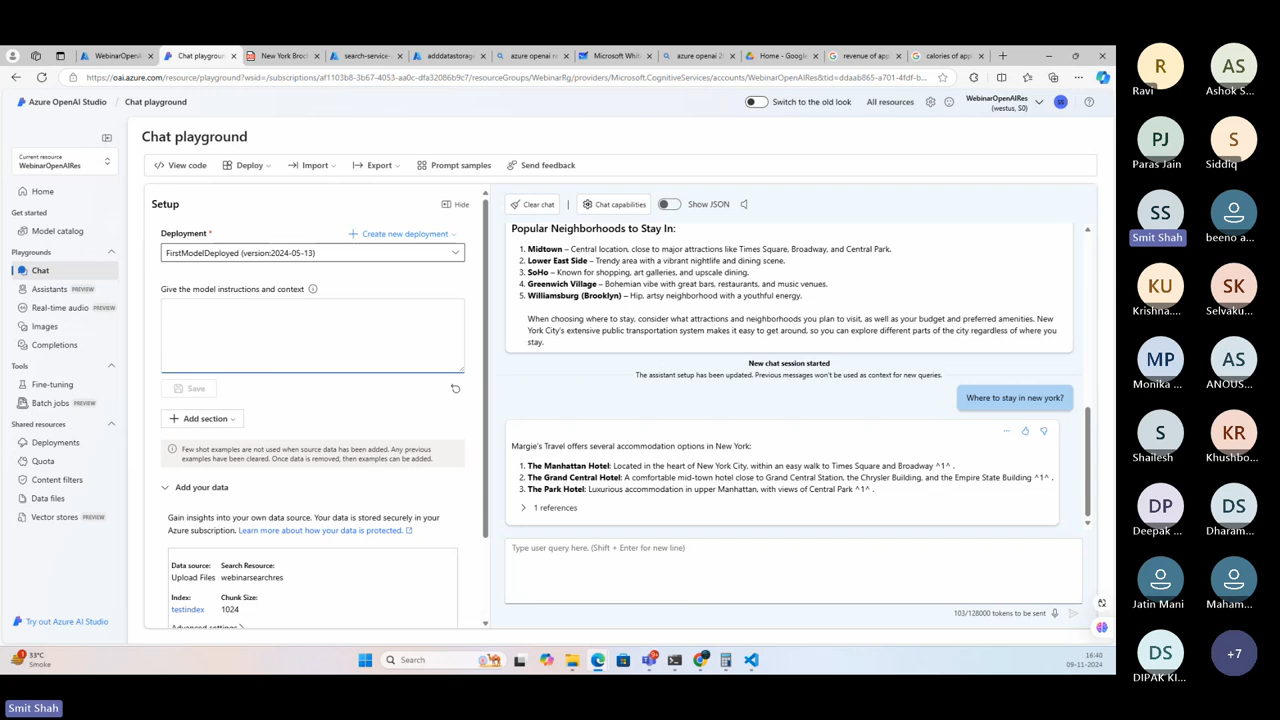 WebinarOpenA
Chat playground
New York Broc
search-service-
adddatastorag
azure openai re
Microsoft Whit
azure openai 20
Home - Google
revenue of app
calories of app
https://oai.azure.com/resource/playground?wsid=/subscriptions/af1103b8-3b67-4053-aa0c-dfa32086b9c7/resourceGroups/WebinarRg/providers/Microsoft.CognitiveServices/accounts/WebinarOpenAIRes&tid=ddaab865-a701-4fdf-b...
Azure OpenAI Studio
Chat playground
Switch to the old look
All resources
WebinarOpenAIRes
(westus, S0)
SS
Current resource
WebinarOpenAIRes
Home
Get started
Model catalog
Playgrounds
Chat
Assistants PREVIEW
Real-time audio PREVIEW
Images
Completions
Tools
Fine-tuning
Batch jobs PREVIEW
Shared resources
Deployments
Quota
Content filters
Data files
Vector stores PREVIEW
Try out Azure AI Studio
Chat playground
View code
Deploy
Import
Export
Prompt samples
Send feedback
Setup
Hide
Deployment *
Create new deployment
FirstModelDeployed (version:2024-05-13)
Give the model instructions and context
Save
Add section
Few shot examples are not used when source data has been added. Any previous
examples have been cleared. Once data is removed, then examples can be added.
Add your data
Gain insights into your own data source. Your data is stored securely in your
Azure subscription. Learn more about how your data is protected.
Data source: Search Resource:
Upload Files webinarsearchres
Index: Chunk Size:
testindex 1024
Advanced settings
Clear chat
Chat capabilities
Show JSON
Popular Neighborhoods to Stay In:
1. Midtown – Central location, close to major attractions like Times Square, Broadway, and Central Park.
2. Lower East Side – Trendy area with a vibrant nightlife and dining scene.
3. SoHo – Known for shopping, art galleries, and upscale dining.
4. Greenwich Village – Bohemian vibe with great bars, restaurants, and music venues.
5. Williamsburg (Brooklyn) – Hip, artsy neighborhood with a youthful energy.
When choosing where to stay, consider what attractions and neighborhoods you plan to visit, as well as your budget and preferred amenities. New
York City's extensive public transportation system makes it easy to get around, so you can explore different parts of the city regardless of where you
stay.
New chat session started
The assistant setup has been updated. Previous messages won't be used as context for new queries.
Where to stay in new york?
Margie's Travel offers several accommodation options in New York:
1. The Manhattan Hotel: Located in the heart of New York City, within an easy walk to Times Square and Broadway ^1^ .
2. The Grand Central Hotel: A comfortable mid-town hotel close to Grand Central Station, the Chrysler Building, and the Empire State Building ^1^ .
3. The Park Hotel: Luxurious accommodation in upper Manhattan, with views of Central Park ^1^ .
1 references
Type user query here. (Shift + Enter for new line)
103/128000 tokens to be sent
33°C
Smoke
Search
16:40
09-11-2024
Smit Shah
R
Ravi
AS
Ashok S...
PJ
Paras Jain
S
Siddiq
SS
Smit Shah
beeno a...
KU
Krishna....
SK
Selvaku...
MP
Monika ...
AS
ANOUS...
S
Shailesh
KR
Khushbo...
DP
Deepak ...
DS
Dharam...
Jatin Mani
Maham...
DS
DIPAK KI...
+7